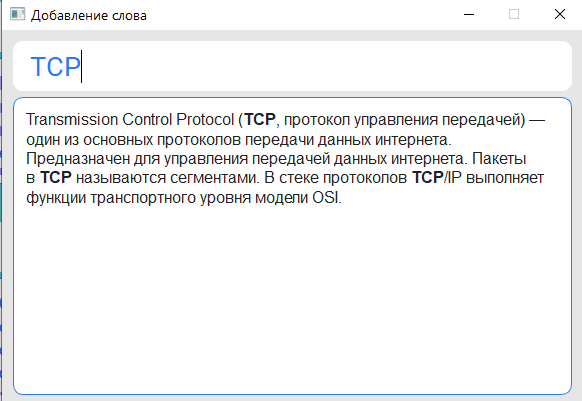 Добавление слова
TCP
Transmission Control Protocol (TCP, протокол управления передачей) —
один из основных протоколов передачи данных интернета.
Предназначен для управления передачей данных интернета. Пакеты
в TCP называются сегментами. В стеке протоколов TCP/IP выполняет
функции транспортного уровня модели OSI.